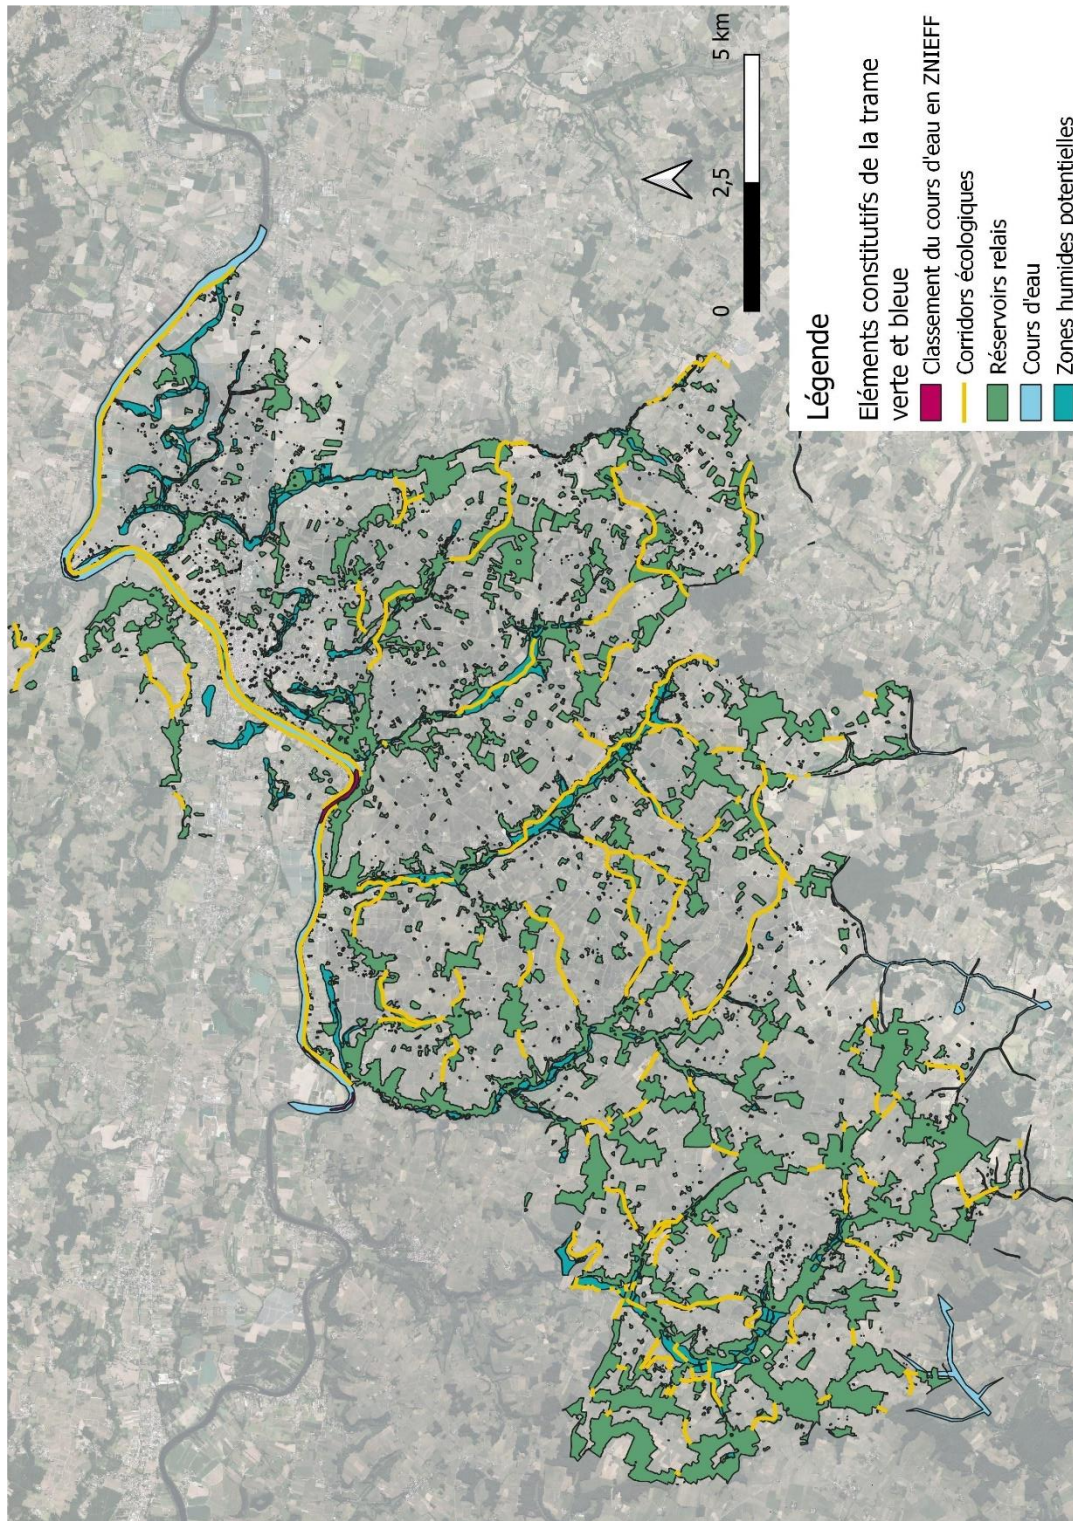 0
2,5
5 km
Légende
Eléments constitutifs de la trame
verte et bleue
Classement du cours d'eau en ZNIEFF
Corridors écologiques
Réservoirs relais
Cours d'eau
Zones humides potentielles